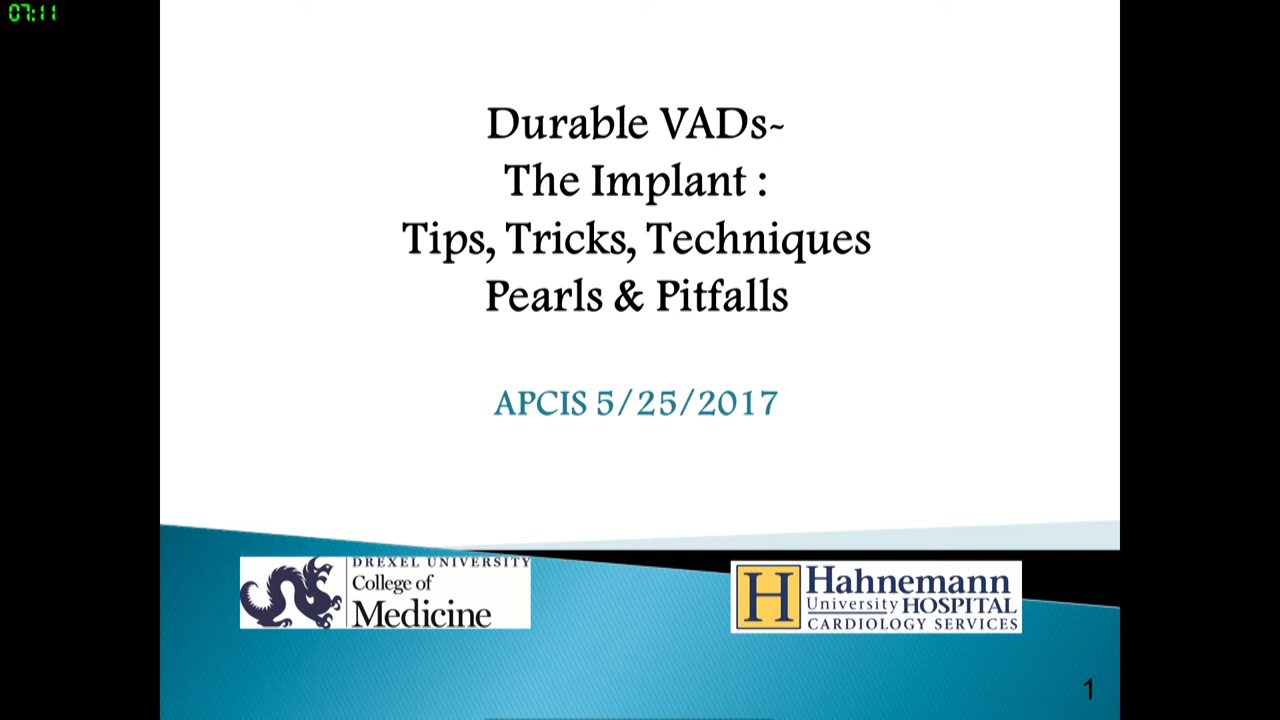 07:11
Durable VADs-
The Implant :
Tips, Tricks, Techniques
Pearls & Pitfalls
APCIS 5/25/2017
DREXEL UNIVERSITY
College of
Medicine
H
Hahnemann
University HOSPITAL
CARDIOLOGY SERVICES
1